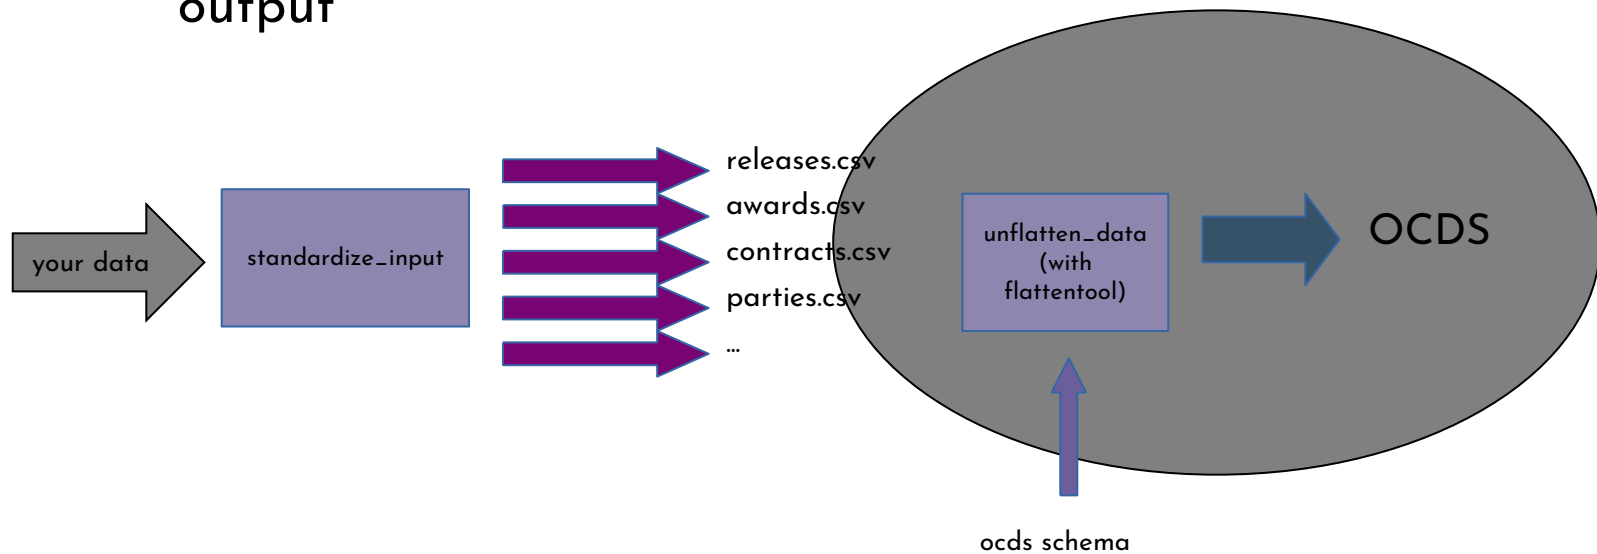 output
your data
standardize_input
releases.csv
awards.csv
contracts.csv
parties.csv
...
unflatten_data
(with
flattentool)
OCDS
ocds schema